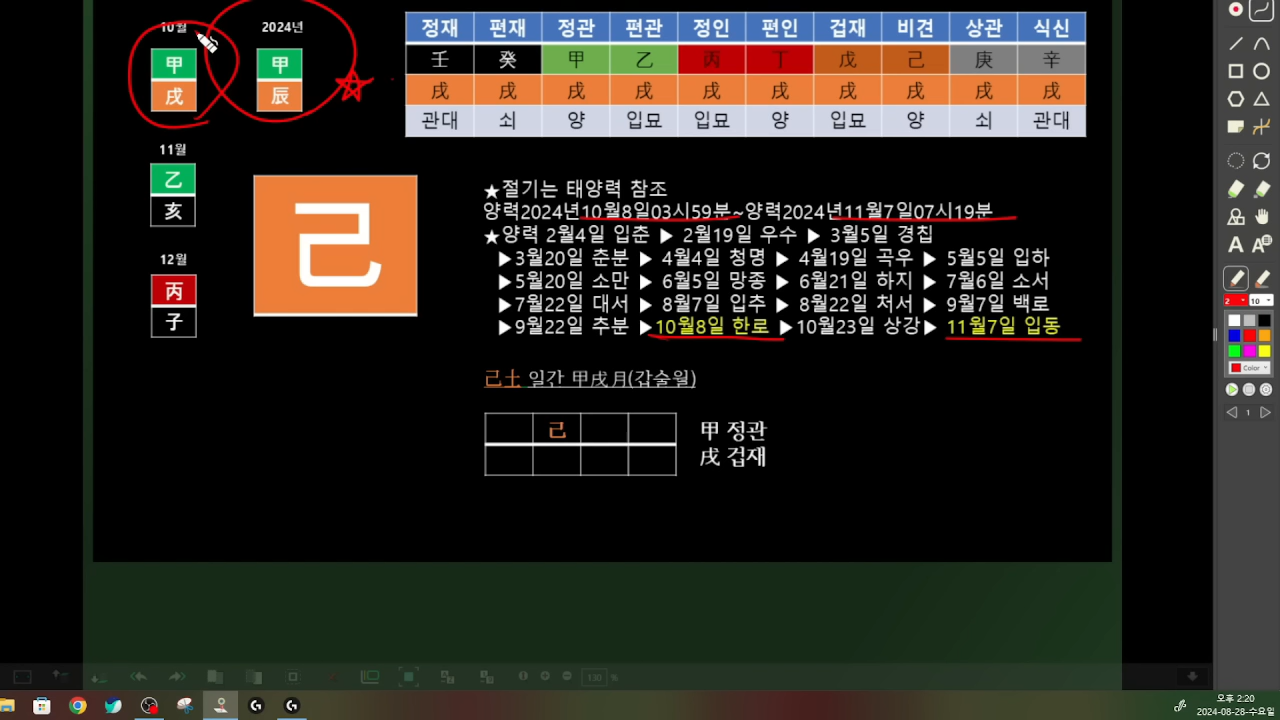 10월 2024년
甲 甲
戌 辰
11월
乙
亥
12월
丙
子
己
정재 편재 정관 편관 정인 편인 겁재 비견 상관 식신
壬 癸 甲 乙 丙 丁 戊 己 庚 辛
戌 戌 戌 戌 戌 戌 戌 戌 戌 戌
관대 쇠 양 입묘 입묘 양 입묘 양 쇠 관대
★절기는 태양력 참조
양력2024년10월8일03시59분~양력2024년11월7일07시19분
★양력 2월4일 입춘 ▶ 2월19일 우수 ▶ 3월5일 경칩
▶3월20일 춘분 ▶ 4월4일 청명 ▶ 4월19일 곡우 ▶ 5월5일 입하
▶5월20일 소만 ▶ 6월5일 망종 ▶ 6월21일 하지 ▶ 7월6일 소서
▶7월22일 대서 ▶ 8월7일 입추 ▶ 8월22일 처서 ▶ 9월7일 백로
▶9월22일 추분 ▶10월8일 한로 ▶10월23일 상강▶ 11월7일 입동
己土 일간 甲戌月(갑술월)
己
甲 정관
戌 겁재
2 10
Color
1
130 %
오후 2:20
2024-08-28-수요일